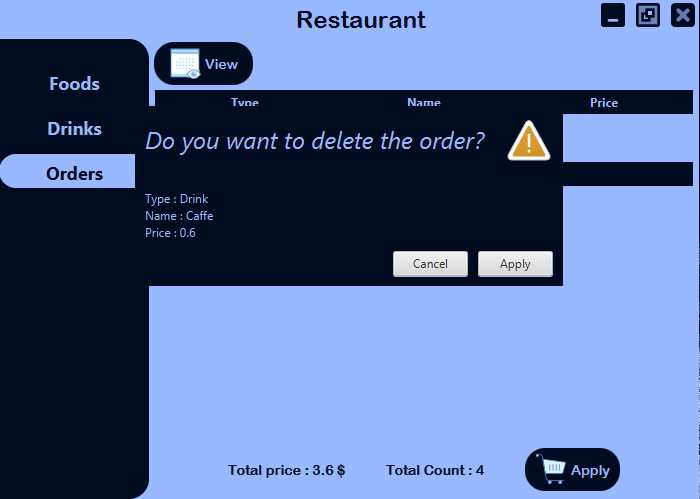 Restaurant
Foods
Drinks
Orders
View
Type Name Price
Do you want to delete the order?
Type : Drink
Name : Caffe
Price : 0.6
Cancel Apply
Total price : 3.6 $ Total Count : 4 Apply